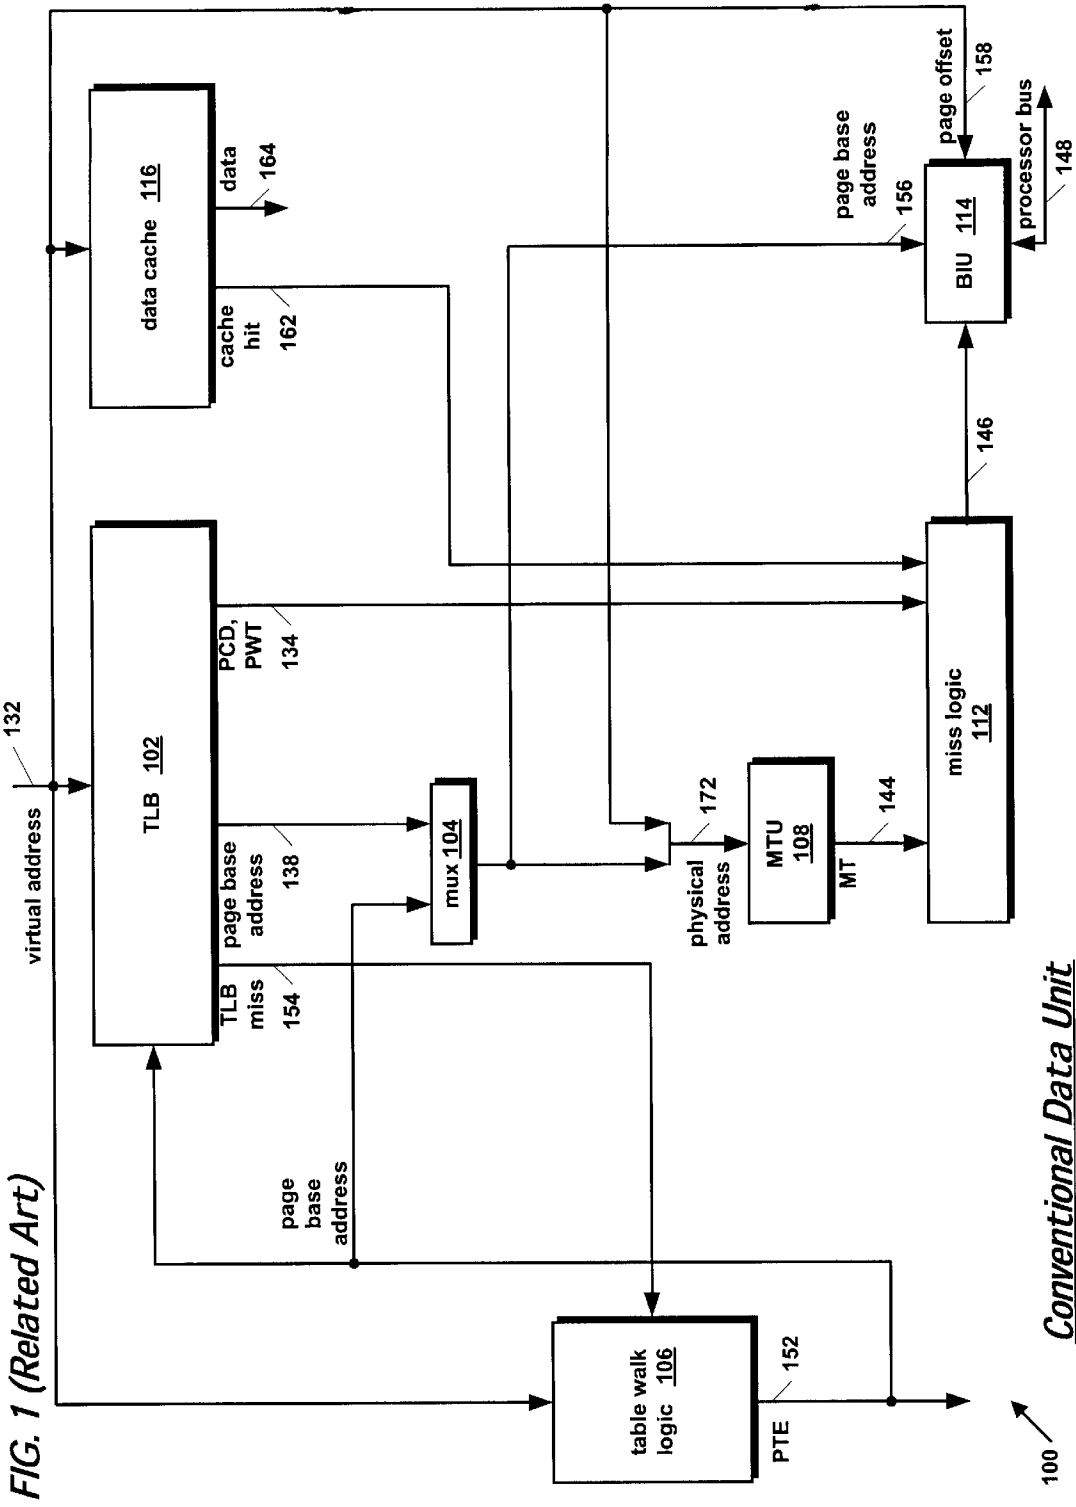 FIG. 1 (Related Art)
virtual address
132
TLB 102
data cache 116
TLB
miss
154
page base
address
138
PCD,
PWT
134
cache
hit
162
data
164
page
base
address
mux 104
table walk
logic 106
PTE
152
physical
address
172
MTU
108
MT
144
miss logic
112
146
page base
address
156
BIU 114
page offset
158
processor bus
148
100
Conventional Data Unit